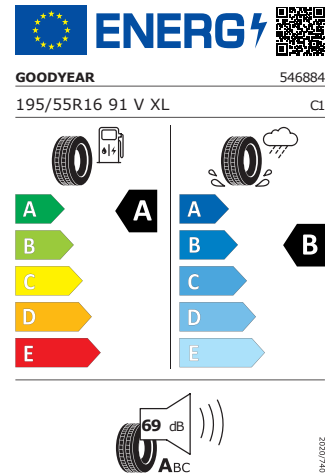 ENERG
GOODYEAR 546884
195/55R16 91 V XL C1
A A A
B B B
C C
D D
E E
69 dB
ABC
2020/740